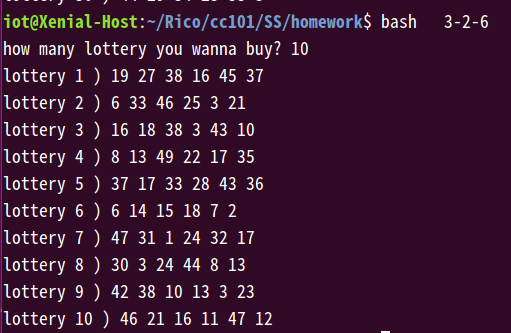 iot@Xenial-Host:~/Rico/cc101/SS/homework$ bash   3-2-6
how many lottery you wanna buy? 10
lottery 1 ) 19 27 38 16 45 37
lottery 2 ) 6 33 46 25 3 21
lottery 3 ) 16 18 38 3 43 10
lottery 4 ) 8 13 49 22 17 35
lottery 5 ) 37 17 33 28 43 36
lottery 6 ) 6 14 15 18 7 2
lottery 7 ) 47 31 1 24 32 17
lottery 8 ) 30 3 24 44 8 13
lottery 9 ) 42 38 10 13 3 23
lottery 10 ) 46 21 16 11 47 12